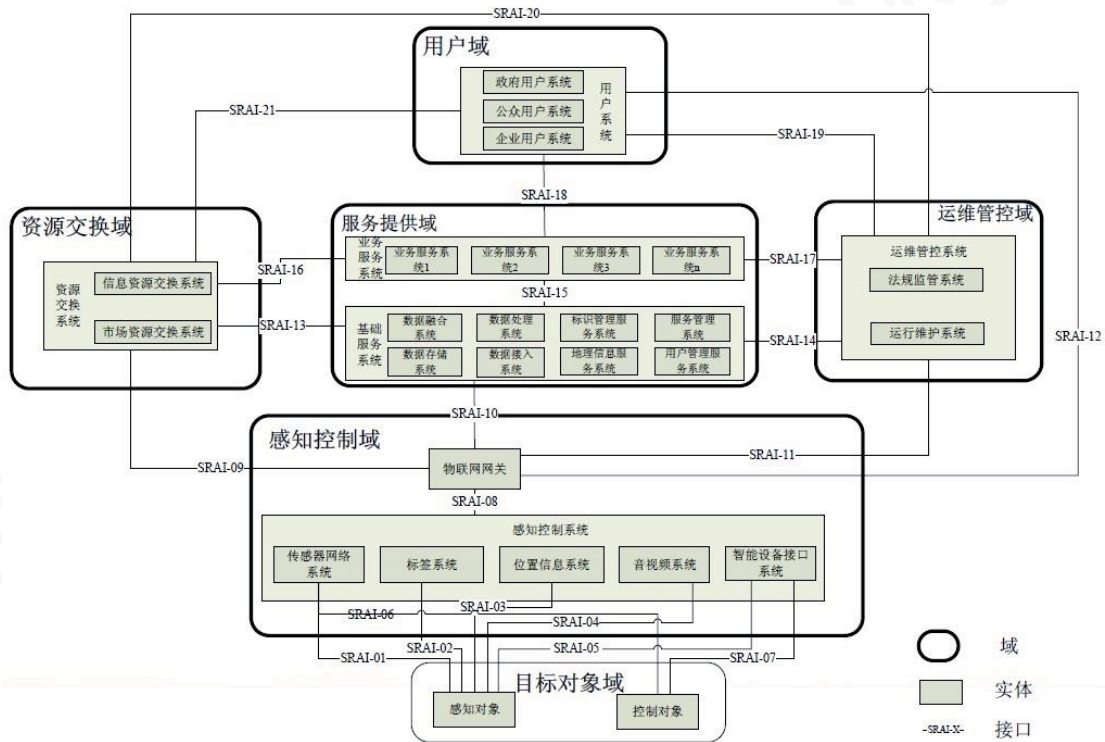 SRAI-20
用户域
政府用户系统
公众用户系统
企业用户系统
用户系统
SRAI-21
SRAI-19
SRAI-18
资源交换域
资源交换系统
信息资源交换系统
市场资源交换系统
SRAI-16
SRAI-13
服务提供域
业务服务系统
业务服务系统1
业务服务系统2
业务服务系统3
业务服务系统n
SRAI-15
基础服务系统
数据融合系统
数据处理系统
标识管理服务系统
服务管理系统
数据存储系统
数据接入系统
地理信息服务系统
用户管理服务系统
SRAI-17
SRAI-14
运维管控域
运维管控系统
法规监管系统
运行维护系统
SRAI-12
SRAI-10
感知控制域
SRAI-09
物联网网关
SRAI-11
SRAI-08
感知控制系统
传感器网络系统
标签系统
位置信息系统
音视频系统
智能设备接口系统
SRAI-03
SRAI-06
SRAI-04
SRAI-02
SRAI-05
SRAI-01
SRAI-07
目标对象域
感知对象
控制对象
域
实体
-SRAI-X-
接口